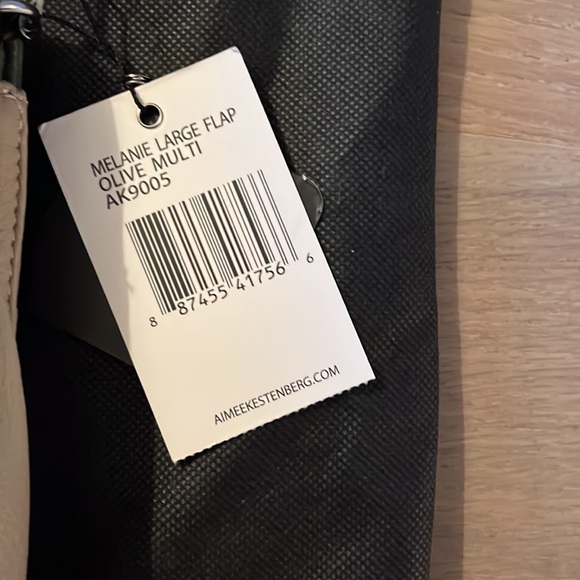 MELANIE LARGE FLAP
OLIVE MULTI
AK9005
8 87455 41756 6
AIMEEKESTENBERG.COM